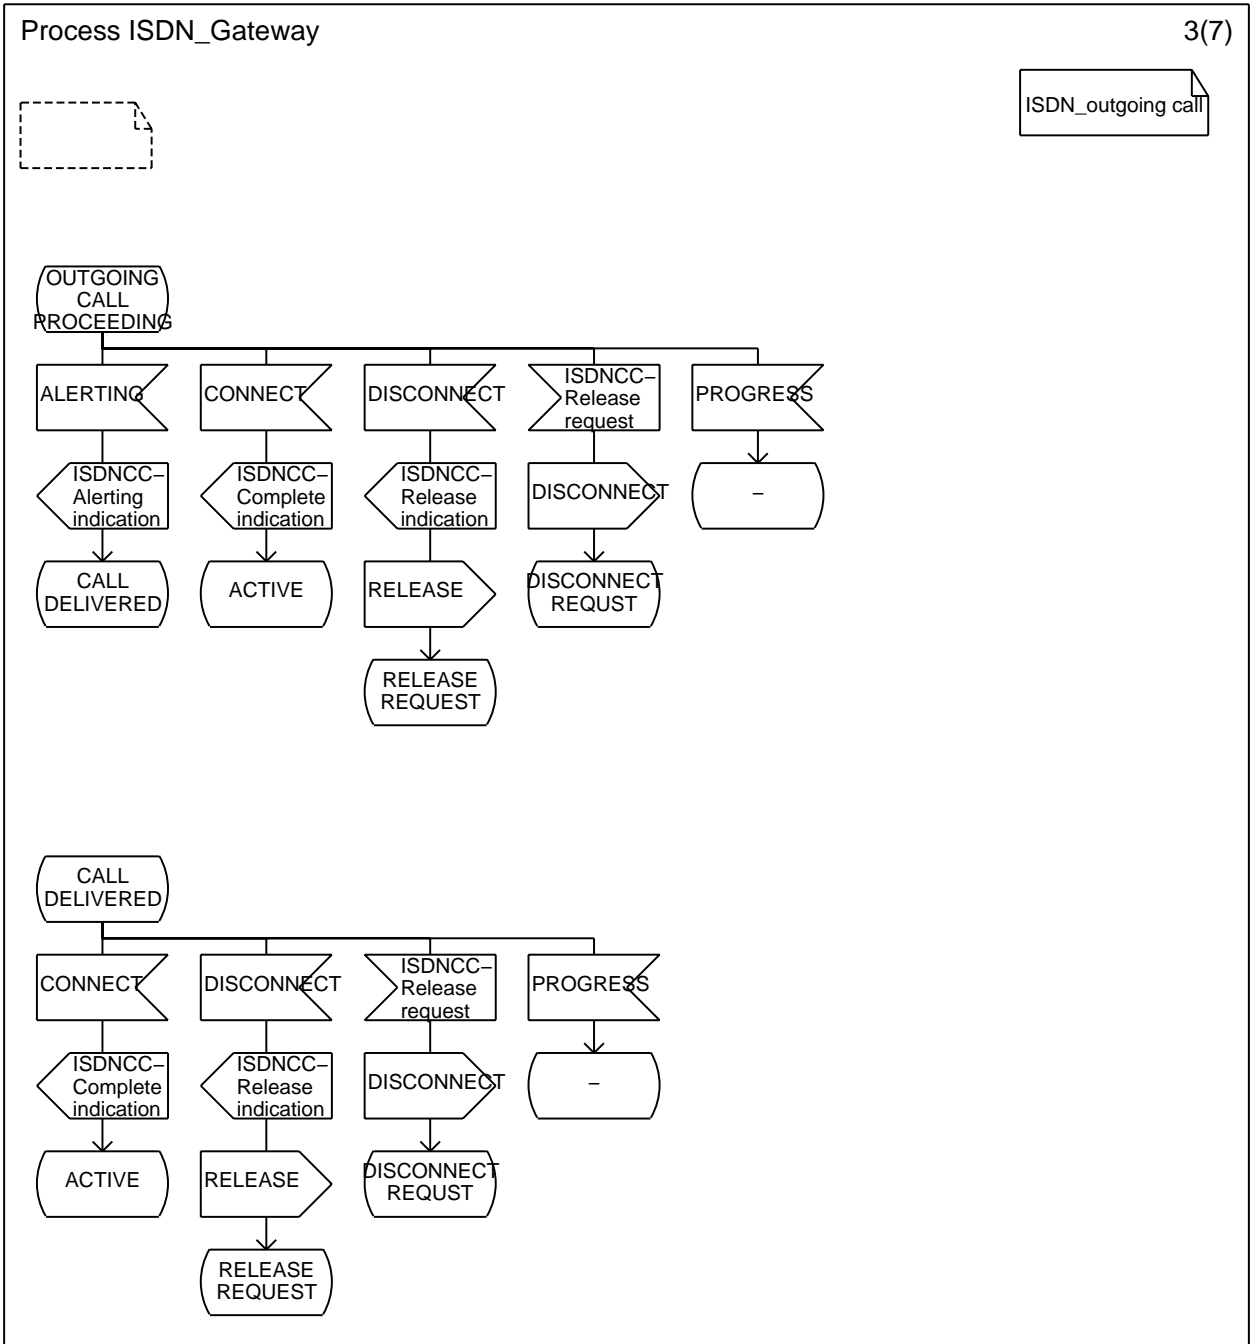 Process ISDN_Gateway
3(7)
ISDN_outgoing call
OUTGOING
CALL
PROCEEDING
ALERTING
CONNECT
DISCONNECT
ISDNCC–
Release
request
PROGRESS
ISDNCC–
Alerting
indication
ISDNCC–
Complete
indication
ISDNCC–
Release
indication
DISCONNECT
–
CALL
DELIVERED
ACTIVE
RELEASE
DISCONNECT
REQUST
RELEASE
REQUEST
CALL
DELIVERED
CONNECT
DISCONNECT
ISDNCC–
Release
request
PROGRESS
ISDNCC–
Complete
indication
ISDNCC–
Release
indication
DISCONNECT
–
ACTIVE
RELEASE
DISCONNECT
REQUST
RELEASE
REQUEST